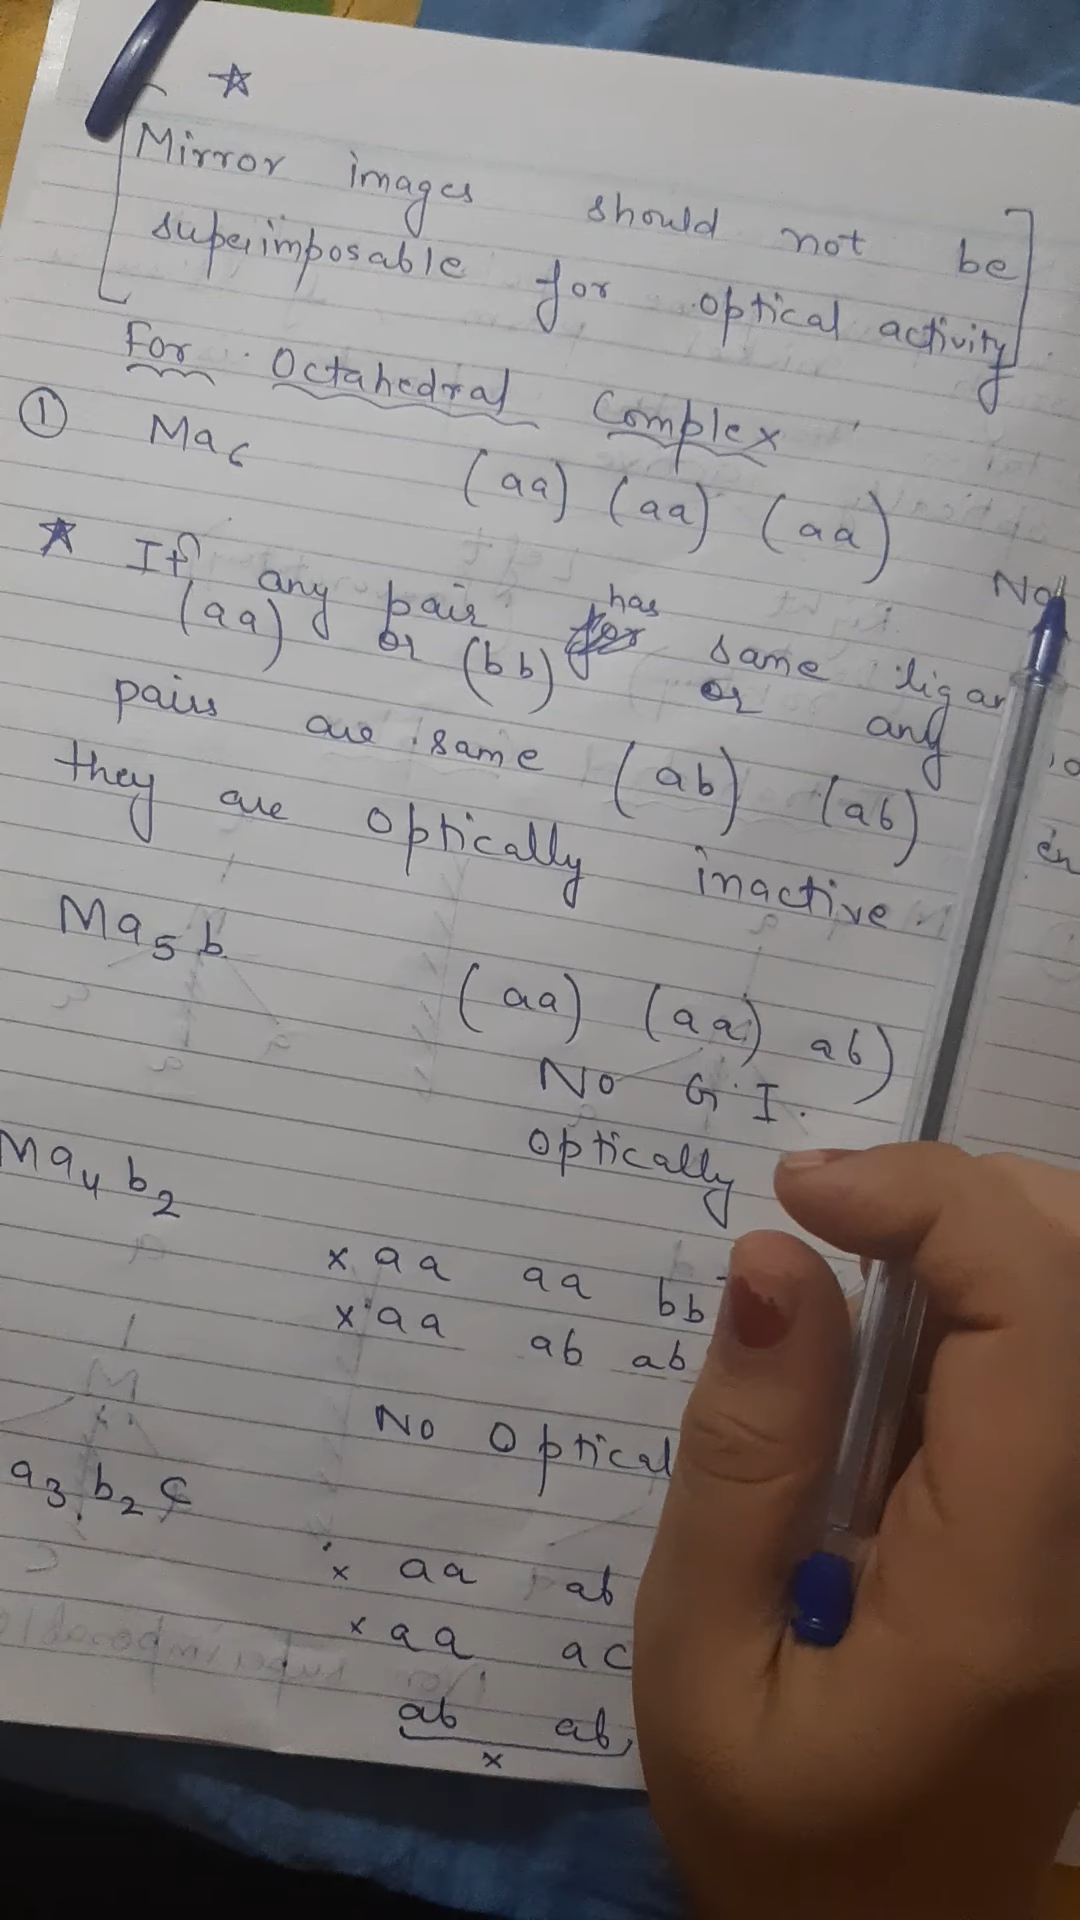 Mirror images should not be
superimposable for optical activity
For Octahedral Complex
① Ma₆ (aa) (aa) (aa)
No
☆ If any pair has same ligan
(aa) or (bb) or any
pairs are same (ab) (ab)
they are optically inactive
Ma₅b (aa) (aa) ab)
No G.I.
optically
Ma₄b₂
x aa aa bb
x aa ab ab
No Optical
a₃b₂c
x aa ab
x aa ac
ab ab,
x